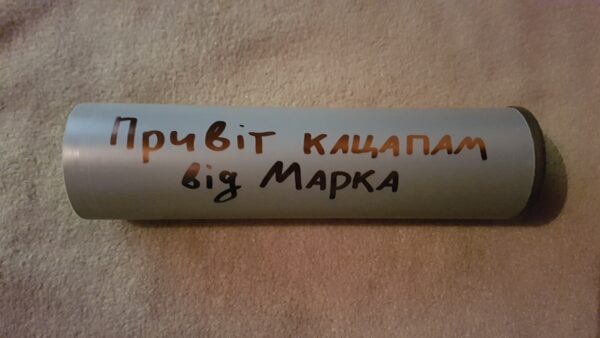 Привіт кацапам
від Марка